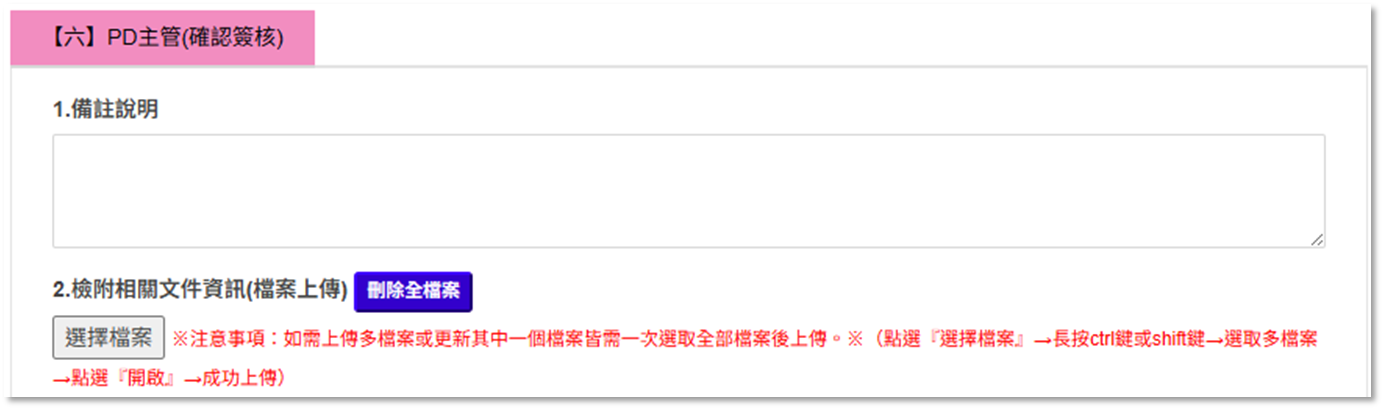 【六】PD主管(確認簽核)
1.備註說明
2.檢附相關文件資訊(檔案上傳) 刪除全檔案
選擇檔案 ※注意事項：如需上傳多檔案或更新其中一個檔案皆需一次選取全部檔案後上傳。※（點選『選擇檔案』→長按ctrl鍵或shift鍵→選取多檔案
→點選『開啟』→成功上傳）